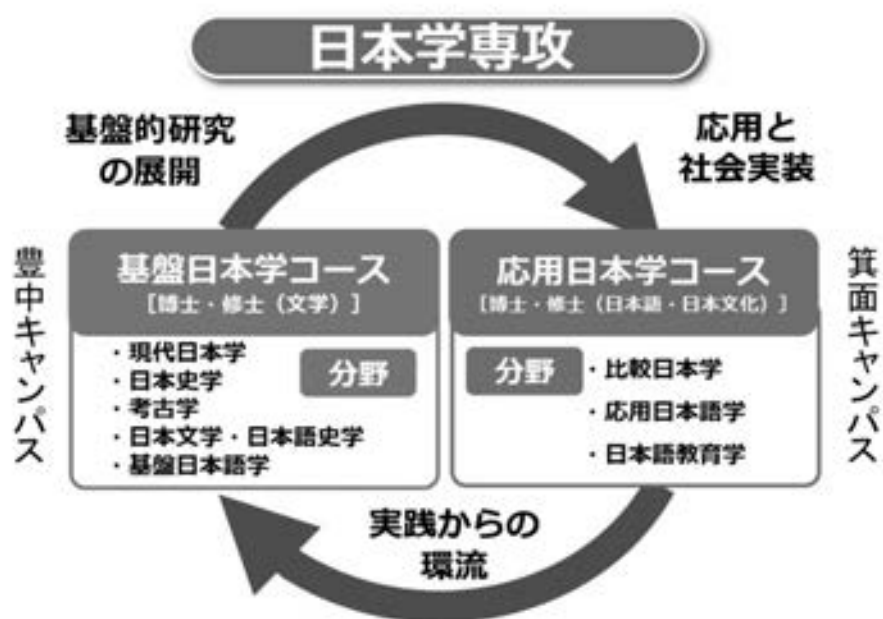 日本学専攻
基盤的研究
の展開
応用と
社会実装
豊中キャンパス
基盤日本学コース
［博士・修士（文学）］
分野
・現代日本学
・日本史学
・考古学
・日本文学・日本語史学
・基盤日本語学
応用日本学コース
［博士・修士（日本語・日本文化）］
分野
・比較日本学
・応用日本語学
・日本語教育学
箕面キャンパス
実践からの
環流